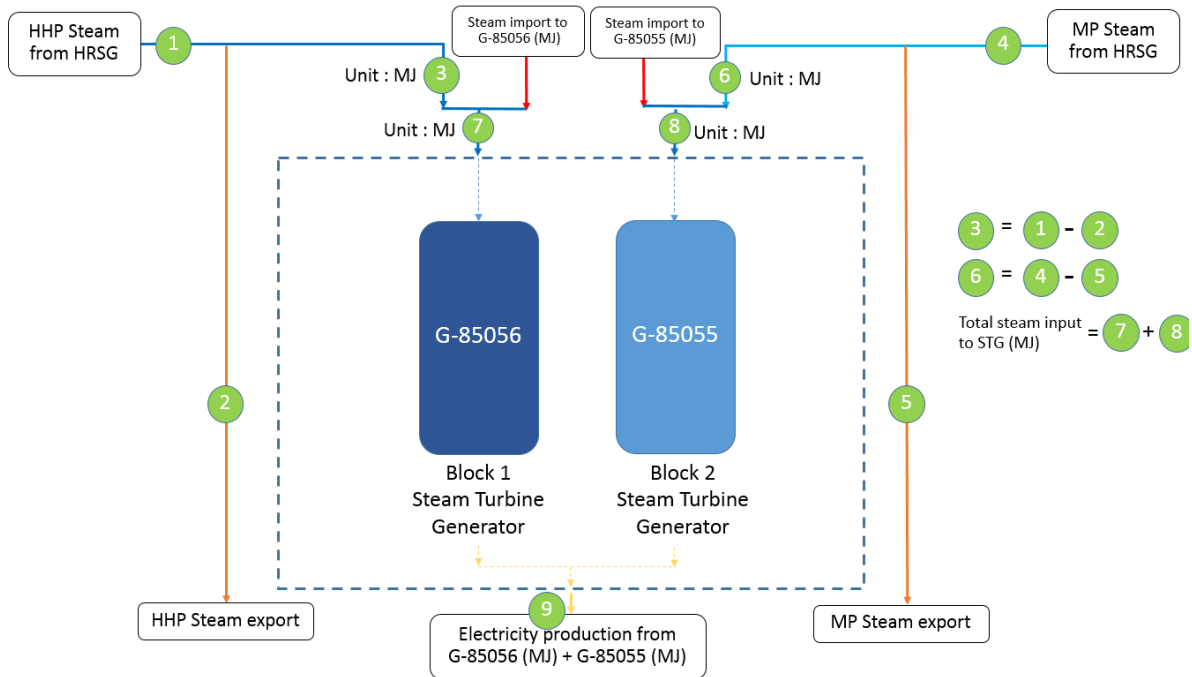 HHP Steam
from HRSG
1
Steam import to
G-85056 (MJ)
Steam import to
G-85055 (MJ)
4
MP Steam
from HRSG
Unit : MJ
3
6
Unit : MJ
Unit : MJ
7
8
Unit : MJ
3 = 1 - 2
6 = 4 - 5
Total steam input
to STG (MJ)
= 7 + 8
G-85056
G-85055
2
5
Block 1
Steam Turbine
Generator
Block 2
Steam Turbine
Generator
HHP Steam export
9
Electricity production from
G-85056 (MJ) + G-85055 (MJ)
MP Steam export